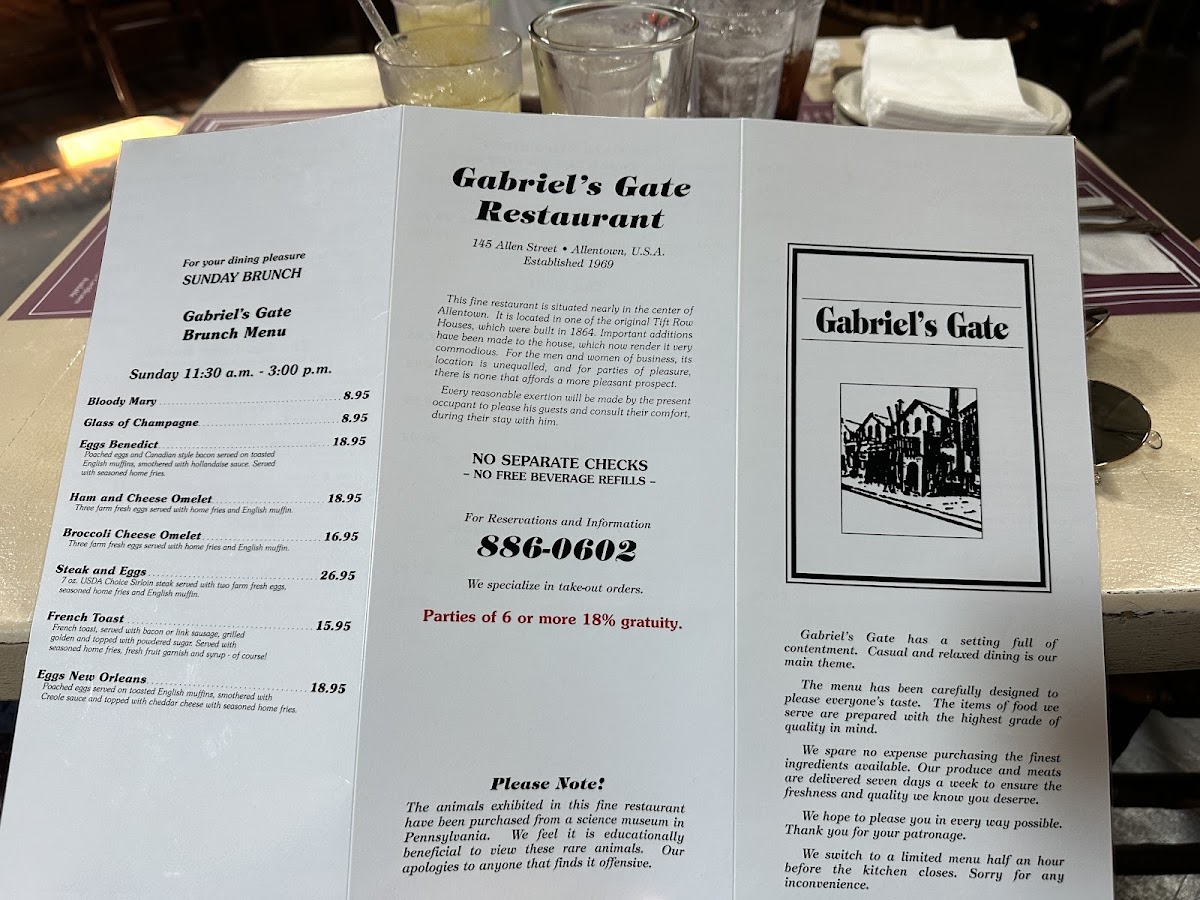 For your dining pleasure
SUNDAY BRUNCH
Gabriel's Gate
Brunch Menu
Sunday 11:30 a.m. - 3:00 p.m.
Bloody Mary 8.95
Glass of Champagne 8.95
Eggs Benedict 18.95
Poached eggs and Canadian style bacon served on toasted
English muffins, smothered with hollandaise sauce. Served
with seasoned home fries.
Ham and Cheese Omelet 18.95
Three farm fresh eggs served with home fries and English muffin.
Broccoli Cheese Omelet 16.95
Three farm fresh eggs served with home fries and English muffin.
Steak and Eggs 26.95
7 oz. USDA Choice Sirloin steak served with two farm fresh eggs,
seasoned home fries and English muffin.
French Toast 15.95
French toast, served with bacon or link sausage, grilled
golden and topped with powdered sugar. Served with
seasoned home fries, fresh fruit garnish and syrup - of course!
Eggs New Orleans 18.95
Poached eggs served on toasted English muffins, smothered with
Creole sauce and topped with cheddar cheese with seasoned home fries.
Gabriel's Gate
Restaurant
145 Allen Street • Allentown, U.S.A.
Established 1969
This fine restaurant is situated nearly in the center of
Allentown. It is located in one of the original Tift Row
Houses, which were built in 1864. Important additions
have been made to the house, which now render it very
commodious. For the men and women of business, its
location is unequalled, and for parties of pleasure,
there is none that affords a more pleasant prospect.
Every reasonable exertion will be made by the present
occupant to please his guests and consult their comfort,
during their stay with him.
NO SEPARATE CHECKS
– NO FREE BEVERAGE REFILLS –
For Reservations and Information
886-0602
We specialize in take-out orders.
Parties of 6 or more 18% gratuity.
Please Note!
The animals exhibited in this fine restaurant
have been purchased from a science museum in
Pennsylvania. We feel it is educationally
beneficial to view these rare animals. Our
apologies to anyone that finds it offensive.
Gabriel's Gate
Gabriel's Gate has a setting full of
contentment. Casual and relaxed dining is our
main theme.
The menu has been carefully designed to
please everyone's taste. The items of food we
serve are prepared with the highest grade of
quality in mind.
We spare no expense purchasing the finest
ingredients available. Our produce and meats
are delivered seven days a week to ensure the
freshness and quality we know you deserve.
We hope to please you in every way possible.
Thank you for your patronage.
We switch to a limited menu half an hour
before the kitchen closes. Sorry for any
inconvenience.